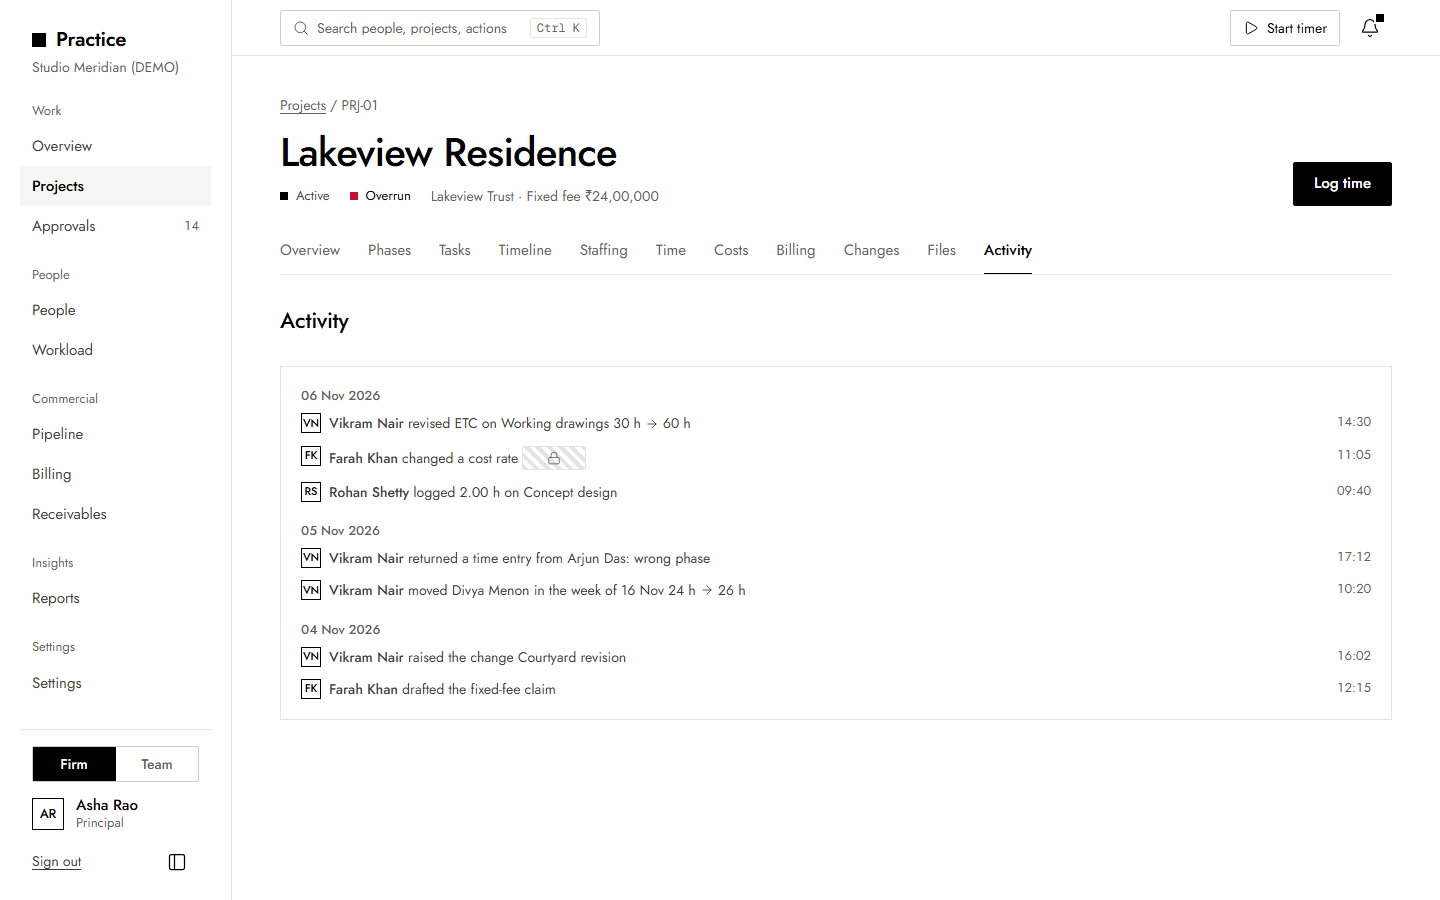 Practice
Studio Meridian (DEMO)
Work
Overview
Projects
Approvals 14
People
People
Workload
Commercial
Pipeline
Billing
Receivables
Insights
Reports
Settings
Settings
Firm Team
AR Asha Rao
Principal
Sign out
Search people, projects, actions Ctrl K
Start timer
Projects / PRJ-01
Lakeview Residence
Active Overrun Lakeview Trust · Fixed fee ₹24,00,000
Log time
Overview Phases Tasks Timeline Staffing Time Costs Billing Changes Files Activity
Activity
06 Nov 2026
VN Vikram Nair revised ETC on Working drawings 30 h → 60 h 14:30
FK Farah Khan changed a cost rate 11:05
RS Rohan Shetty logged 2.00 h on Concept design 09:40
05 Nov 2026
VN Vikram Nair returned a time entry from Arjun Das: wrong phase 17:12
VN Vikram Nair moved Divya Menon in the week of 16 Nov 24 h → 26 h 10:20
04 Nov 2026
VN Vikram Nair raised the change Courtyard revision 16:02
FK Farah Khan drafted the fixed-fee claim 12:15